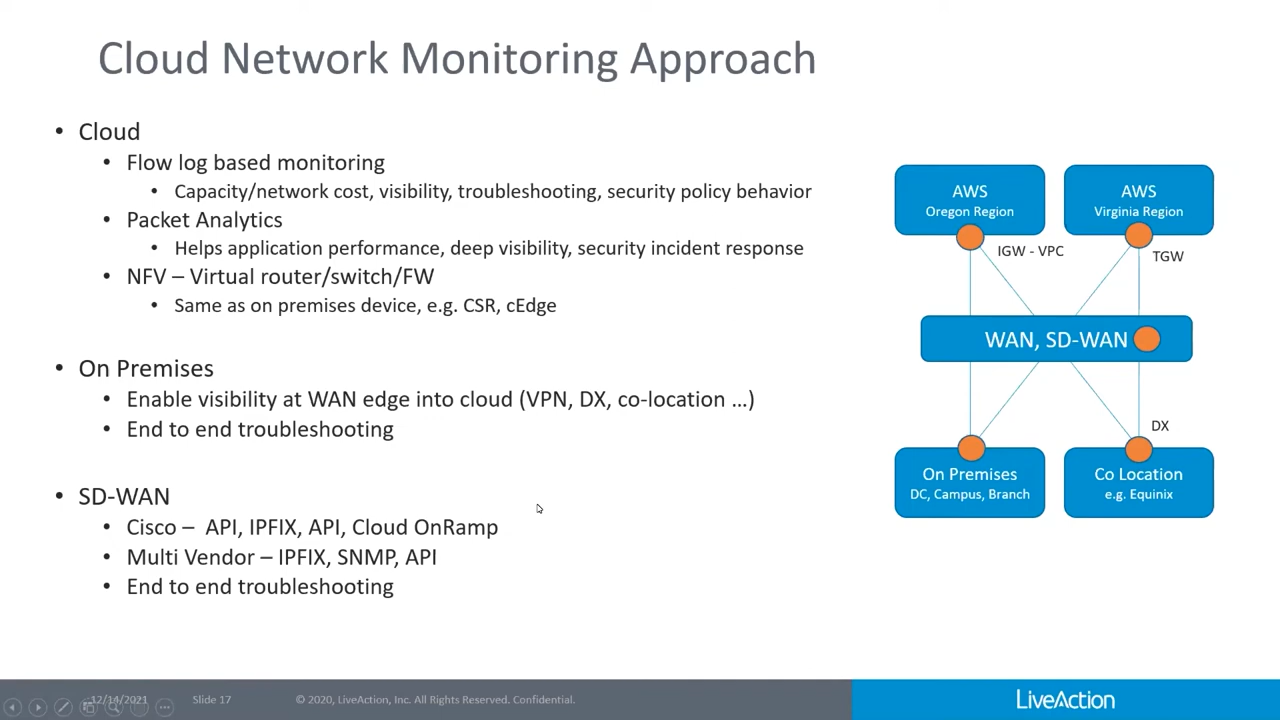 Cloud Network Monitoring Approach
• Cloud
• Flow log based monitoring
• Capacity/network cost, visibility, troubleshooting, security policy behavior
• Packet Analytics
• Helps application performance, deep visibility, security incident response
• NFV – Virtual router/switch/FW
• Same as on premises device, e.g. CSR, cEdge
• On Premises
• Enable visibility at WAN edge into cloud (VPN, DX, co-location …)
• End to end troubleshooting
• SD-WAN
• Cisco – API, IPFIX, API, Cloud OnRamp
• Multi Vendor – IPFIX, SNMP, API
• End to end troubleshooting
AWS
Oregon Region
AWS
Virginia Region
IGW - VPC
TGW
WAN, SD-WAN
DX
On Premises
DC, Campus, Branch
Co Location
e.g. Equinix
12/14/2021
Slide 17
© 2020, LiveAction, Inc. All Rights Reserved. Confidential.
LiveAction